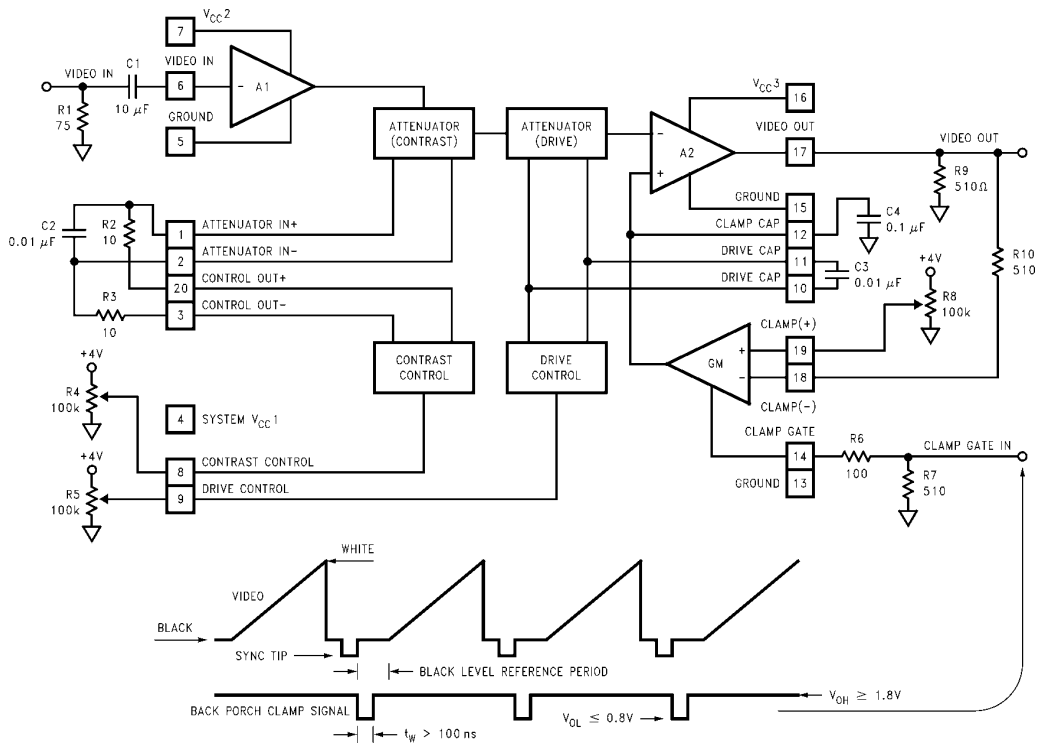 V_CC2
7
VIDEO IN
C1
10 μF
VIDEO IN
6
- A1
R1
75
GROUND
5
ATTENUATOR
(CONTRAST)
ATTENUATOR
(DRIVE)
-
A2
+
V_CC3
16
VIDEO OUT
17
VIDEO OUT
R9
510Ω
GROUND
15
CLAMP CAP
12
C4
0.1 μF
DRIVE CAP
11
DRIVE CAP
10
C3
0.01 μF
R10
510
C2
0.01 μF
R2
10
1 ATTENUATOR IN+
2 ATTENUATOR IN-
20 CONTROL OUT+
3 CONTROL OUT-
R3
10
+4V
R8
100k
CLAMP(+)
+
19
GM
-
18
CLAMP(-)
CONTRAST
CONTROL
DRIVE
CONTROL
+4V
R4
100k
4 SYSTEM V_CC1
8 CONTRAST CONTROL
9 DRIVE CONTROL
+4V
R5
100k
CLAMP GATE
14
R6
100
CLAMP GATE IN
GROUND
13
R7
510
WHITE
VIDEO
BLACK
SYNC TIP
BLACK LEVEL REFERENCE PERIOD
BACK PORCH CLAMP SIGNAL
V_OL ≤ 0.8V
V_OH ≥ 1.8V
t_W > 100 ns